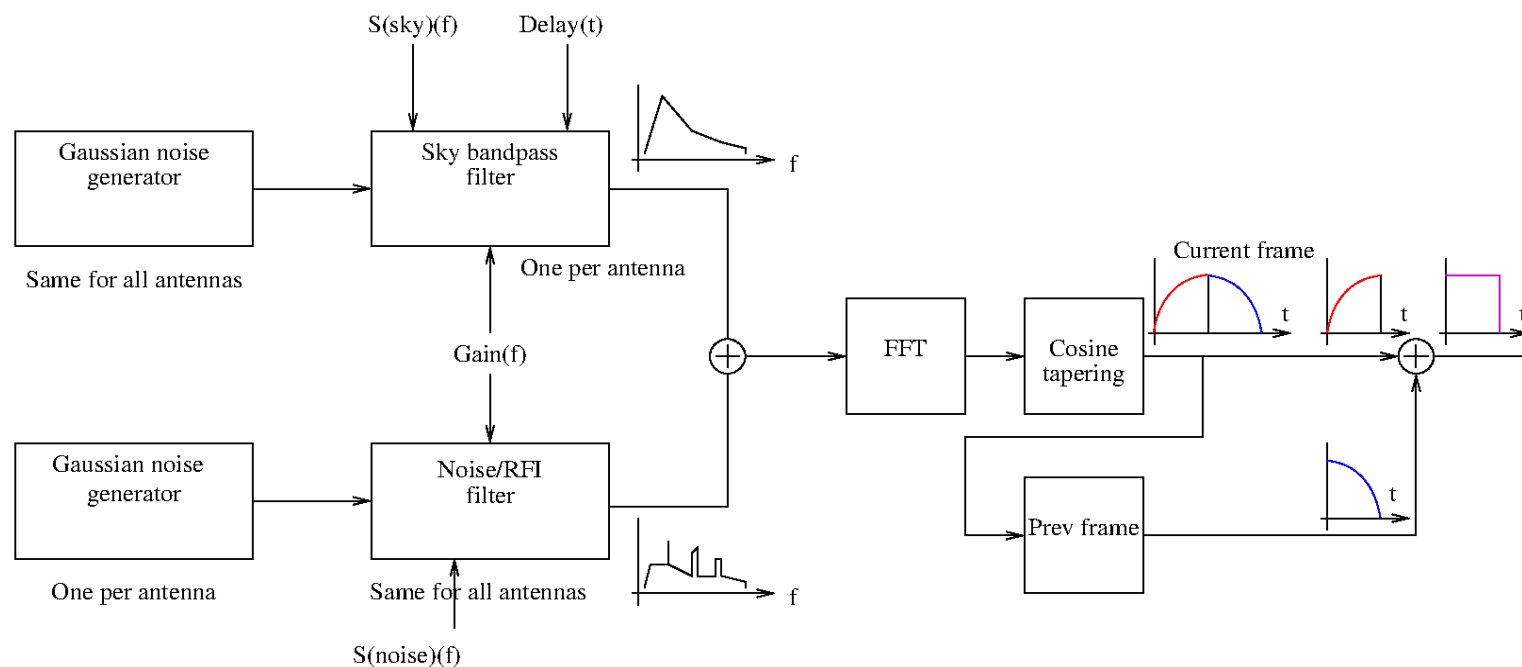 S(sky)(f)
Delay(t)
Gaussian noise
generator
Sky bandpass
filter
f
Same for all antennas
One per antenna
Current frame
t
t
t
Gain(f)
FFT
Cosine
tapering
Gaussian noise
generator
Noise/RFI
filter
t
Prev frame
One per antenna
Same for all antennas
f
S(noise)(f)